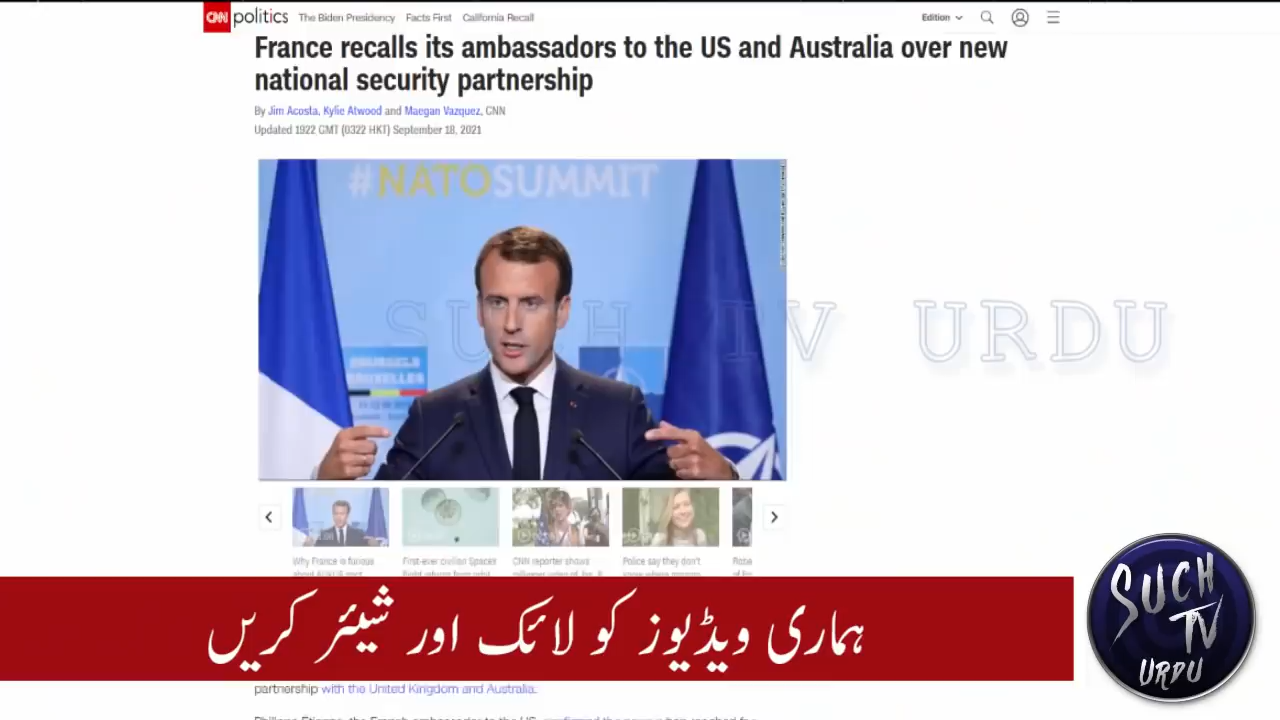 CNN politics The Biden Presidency Facts First California Recall Edition
France recalls its ambassadors to the US and Australia over new
national security partnership
By Jim Acosta, Kylie Atwood and Maegan Vazquez, CNN
Updated 1922 GMT (0322 HKT) September 18, 2021
#NATOSUMMIT
SUCH TV URDU
BRUSSELS
BRUXELLES
Why France is furious
First-ever civilian SpaceX
CNN reporter shows
Police say they don't
ہماری ویڈیوز کو لائک اور شیئر کریں
SUCH
TV
URDU
partnership with the United Kingdom and Australia.